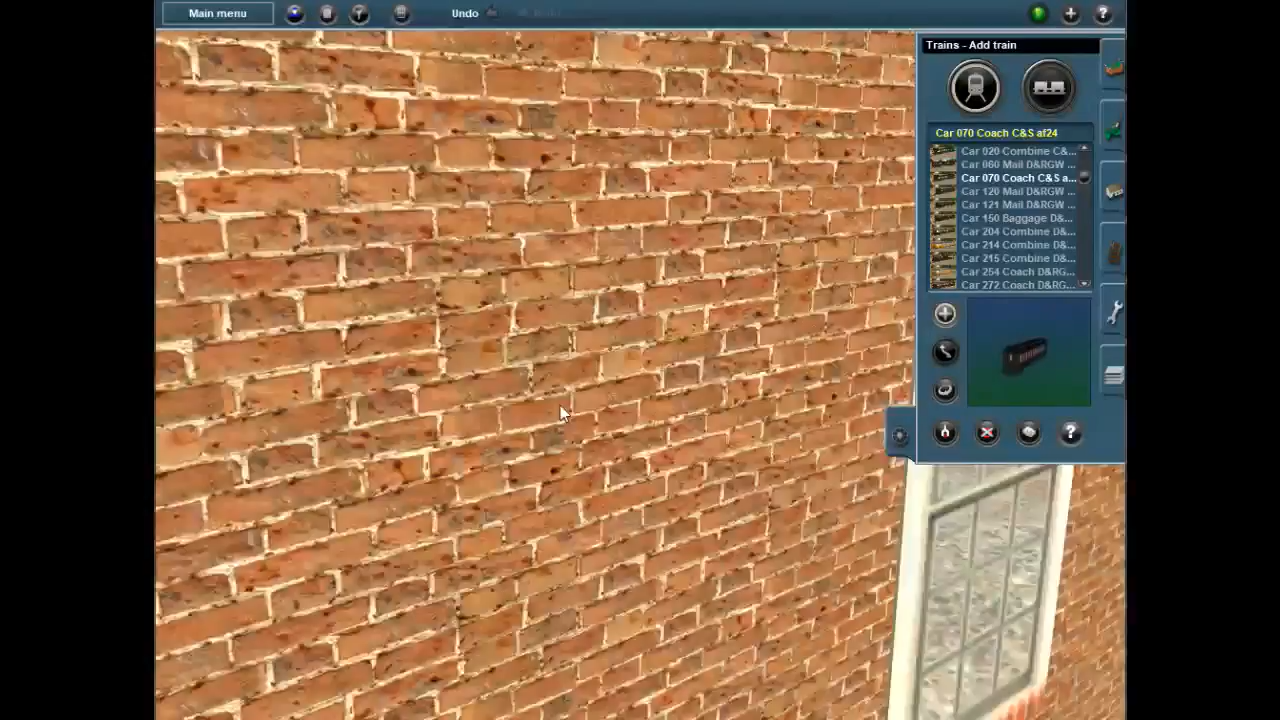 Main menu
Undo
?
Trains - Add train
Car 070 Coach C&S af24
Car 020 Combine C&...
Car 060 Mail D&RGW ...
Car 070 Coach C&S a...
Car 120 Mail D&RGW ...
Car 121 Mail D&RGW ...
Car 150 Baggage D&...
Car 204 Combine D&...
Car 214 Combine D&...
Car 215 Combine D&...
Car 254 Coach D&RG...
Car 272 Coach D&RG...
?